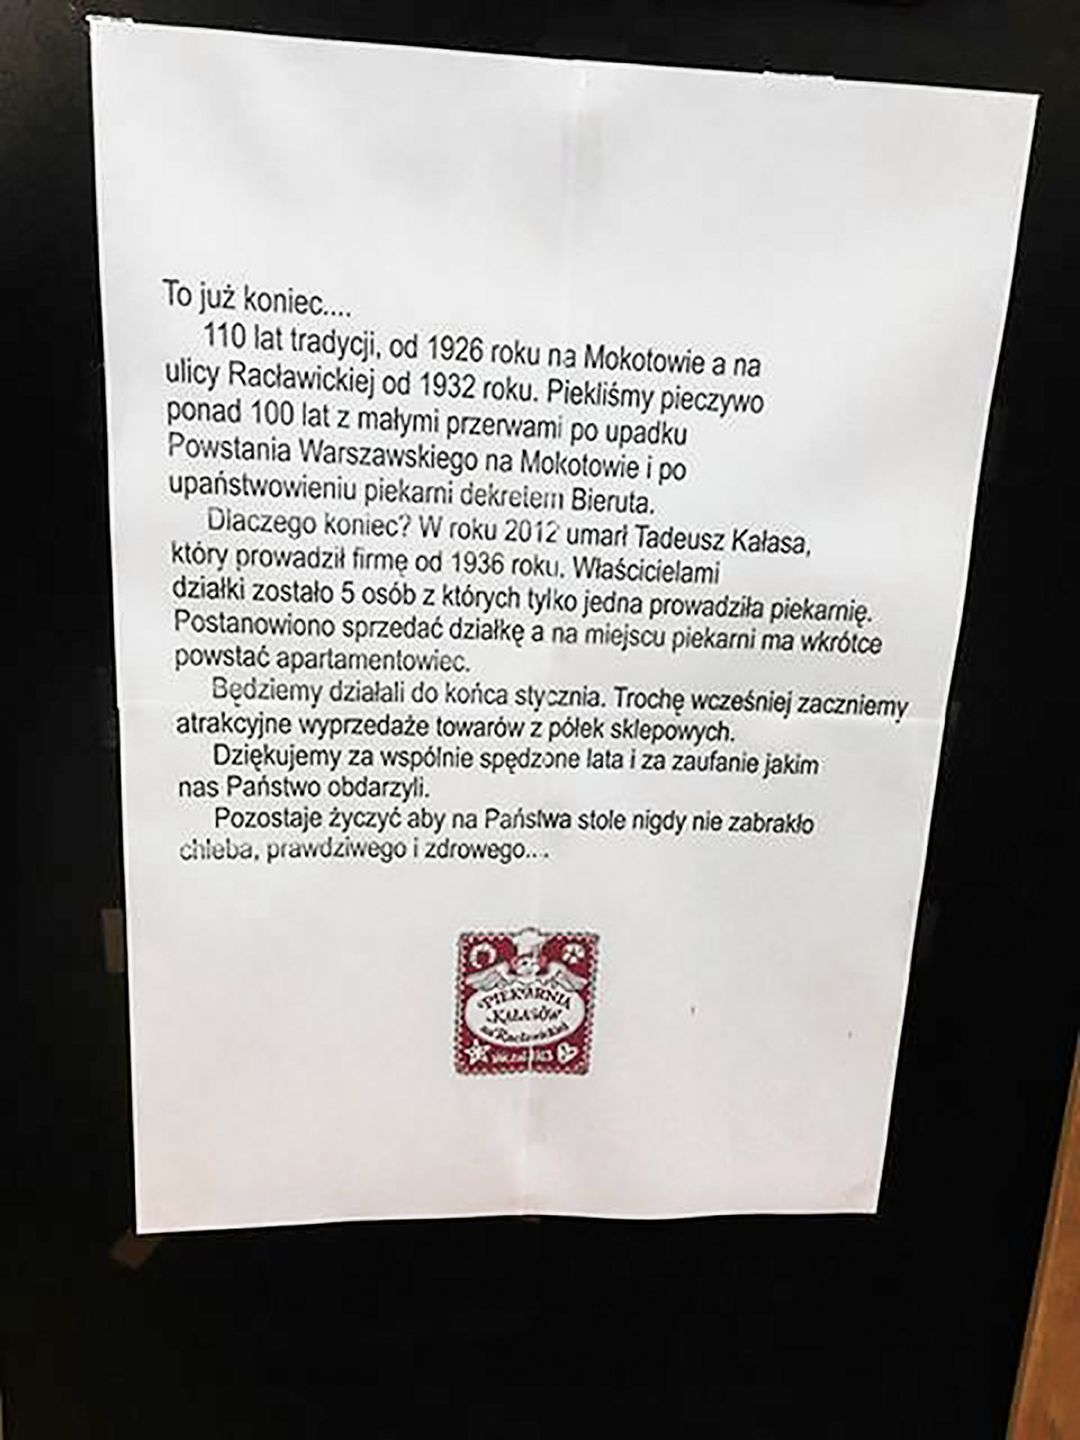 To już koniec....
110 lat tradycji, od 1926 roku na Mokotowie a na
ulicy Racławickiej od 1932 roku. Piekliśmy pieczywo
ponad 100 lat z małymi przerwami po upadku
Powstania Warszawskiego na Mokotowie i po
upaństwowieniu piekarni dekretem Bieruta.
Dlaczego koniec? W roku 2012 umarł Tadeusz Kałasa,
który prowadził firmę od 1936 roku. Właścicielami
działki zostało 5 osób z których tylko jedna prowadziła piekarnię.
Postanowiono sprzedać działkę a na miejscu piekarni ma wkrótce
powstać apartamentowiec.
Będziemy działali do końca stycznia. Trochę wcześniej zaczniemy
atrakcyjne wyprzedaże towarów z półek sklepowych.
Dziękujemy za wspólnie spędzone lata i za zaufanie jakim
nas Państwo obdarzyli.
Pozostaje życzyć aby na Państwa stole nigdy nie zabrakło
chleba, prawdziwego i zdrowego...
PIEKARNIA
KAŁASÓW
na Racławickiej